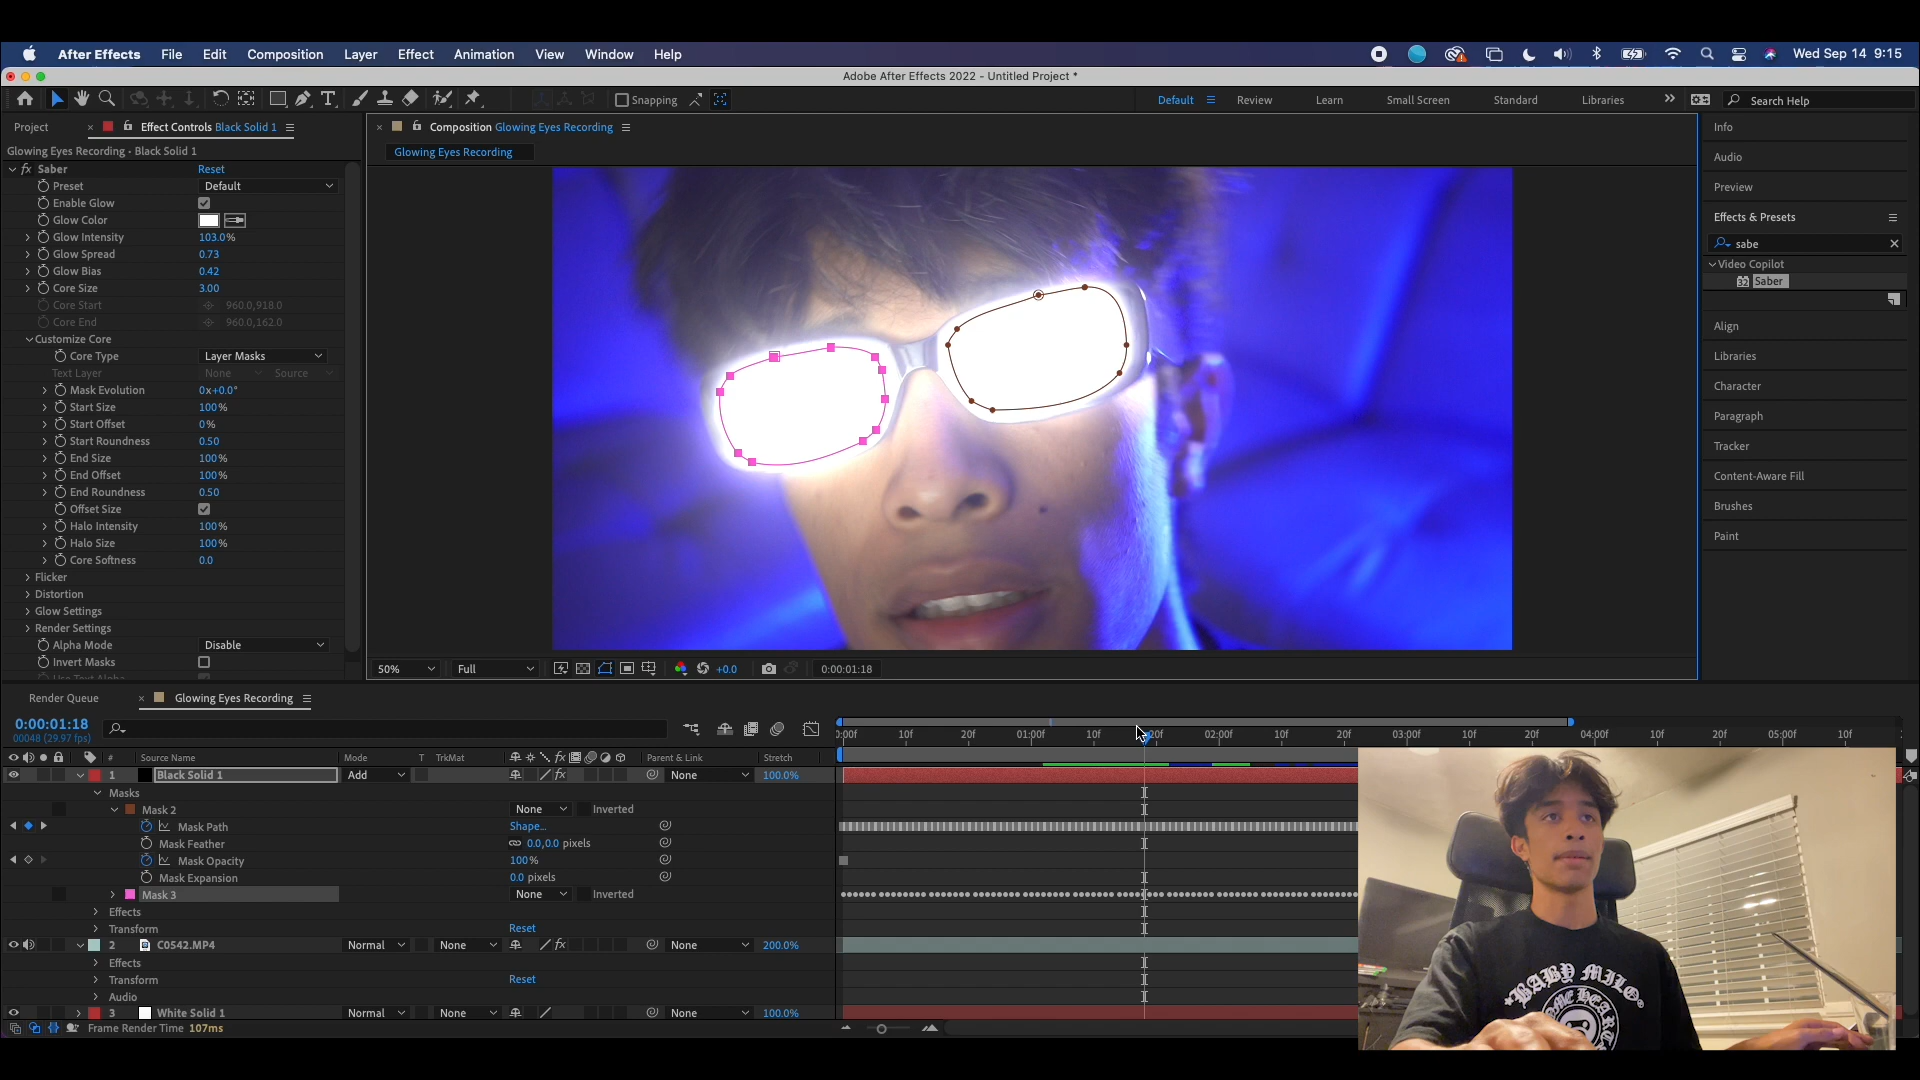 After Effects File Edit Composition Layer Effect Animation View Window Help Wed Sep 14 9:15
Adobe After Effects 2022 - Untitled Project *
Snapping Default Review Learn Small Screen Standard Libraries Search Help
Project Effect Controls Black Solid 1
Glowing Eyes Recording • Black Solid 1
fx Saber Reset
Preset Default
Enable Glow
Glow Color
Glow Intensity 103.0%
Glow Spread 0.73
Glow Bias 0.42
Core Size 3.00
Core Start 960.0,918.0
Core End 960.0,162.0
Customize Core
Core Type Layer Masks
Text Layer None Source
Mask Evolution 0x+0.0°
Start Size 100%
Start Offset 0%
Start Roundness 0.50
End Size 100%
End Offset 100%
End Roundness 0.50
Offset Size
Halo Intensity 100%
Halo Size 100%
Core Softness 0.0
Flicker
Distortion
Glow Settings
Render Settings
Alpha Mode Disable
Invert Masks
Use Text Alpha
Composition Glowing Eyes Recording
Glowing Eyes Recording
50% Full +0.0 0:00:01:18
Info
Audio
Preview
Effects & Presets
sabe
Video Copilot
32 Saber
Align
Libraries
Character
Paragraph
Tracker
Content-Aware Fill
Brushes
Paint
Render Queue Glowing Eyes Recording
0:00:01:18
00048 (29.97 fps)
0:00f 10f 20f 01:00f 10f 20f 02:00f 10f 20f 03:00f 10f 20f 04:00f 10f 20f 05:00f 10f
# Source Name Mode T TrkMat fx Parent & Link Stretch
1 Black Solid 1 Add fx None 100.0%
Masks
Mask 2 None Inverted
Mask Path Shape...
Mask Feather 0.0,0.0 pixels
Mask Opacity 100%
Mask Expansion 0.0 pixels
Mask 3 None Inverted
Effects
Transform Reset
2 C0542.MP4 Normal None fx None 200.0%
Effects
Transform Reset
Audio
3 White Solid 1 Normal None None 100.0%
Frame Render Time 107ms
BABY MILO